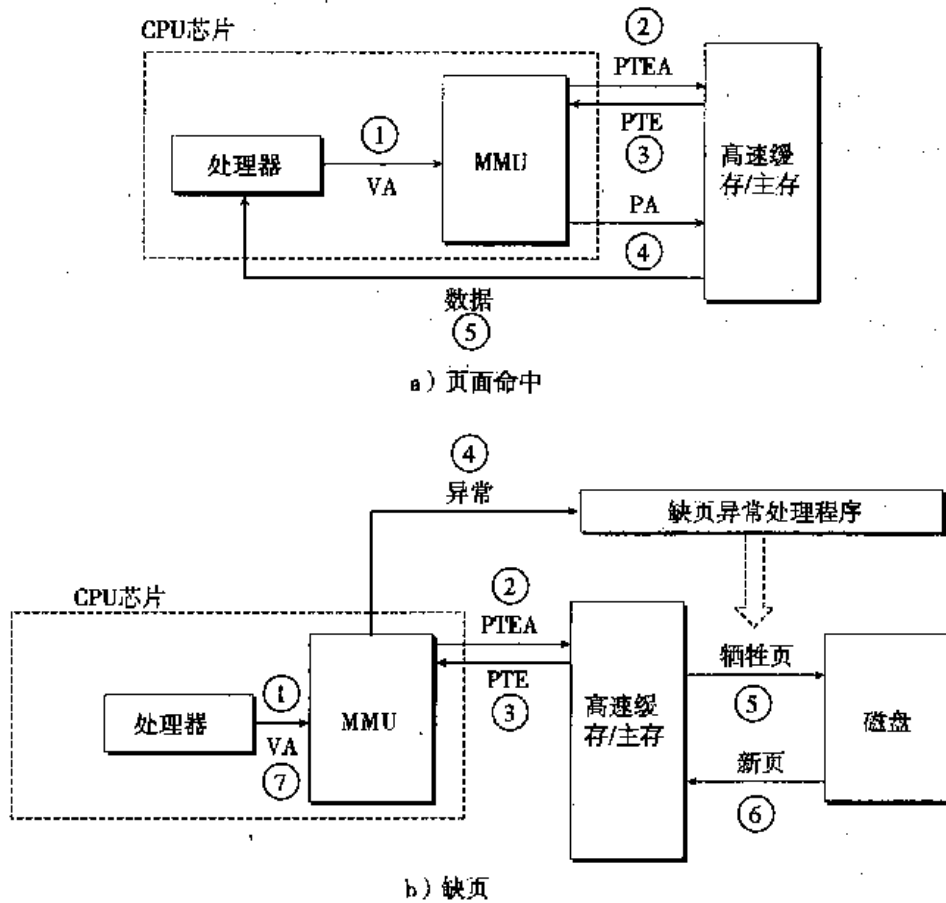 CPU芯片
②
PTEA
①
处理器
VA
MMU
PTE
③
高速缓
存/主存
PA
④
数据
⑤
a）页面命中
④
异常
缺页异常处理程序
CPU芯片
②
PTEA
①
处理器
VA
⑦
MMU
PTE
③
高速缓
存/主存
牺牲页
⑤
磁盘
新页
⑥
b）缺页